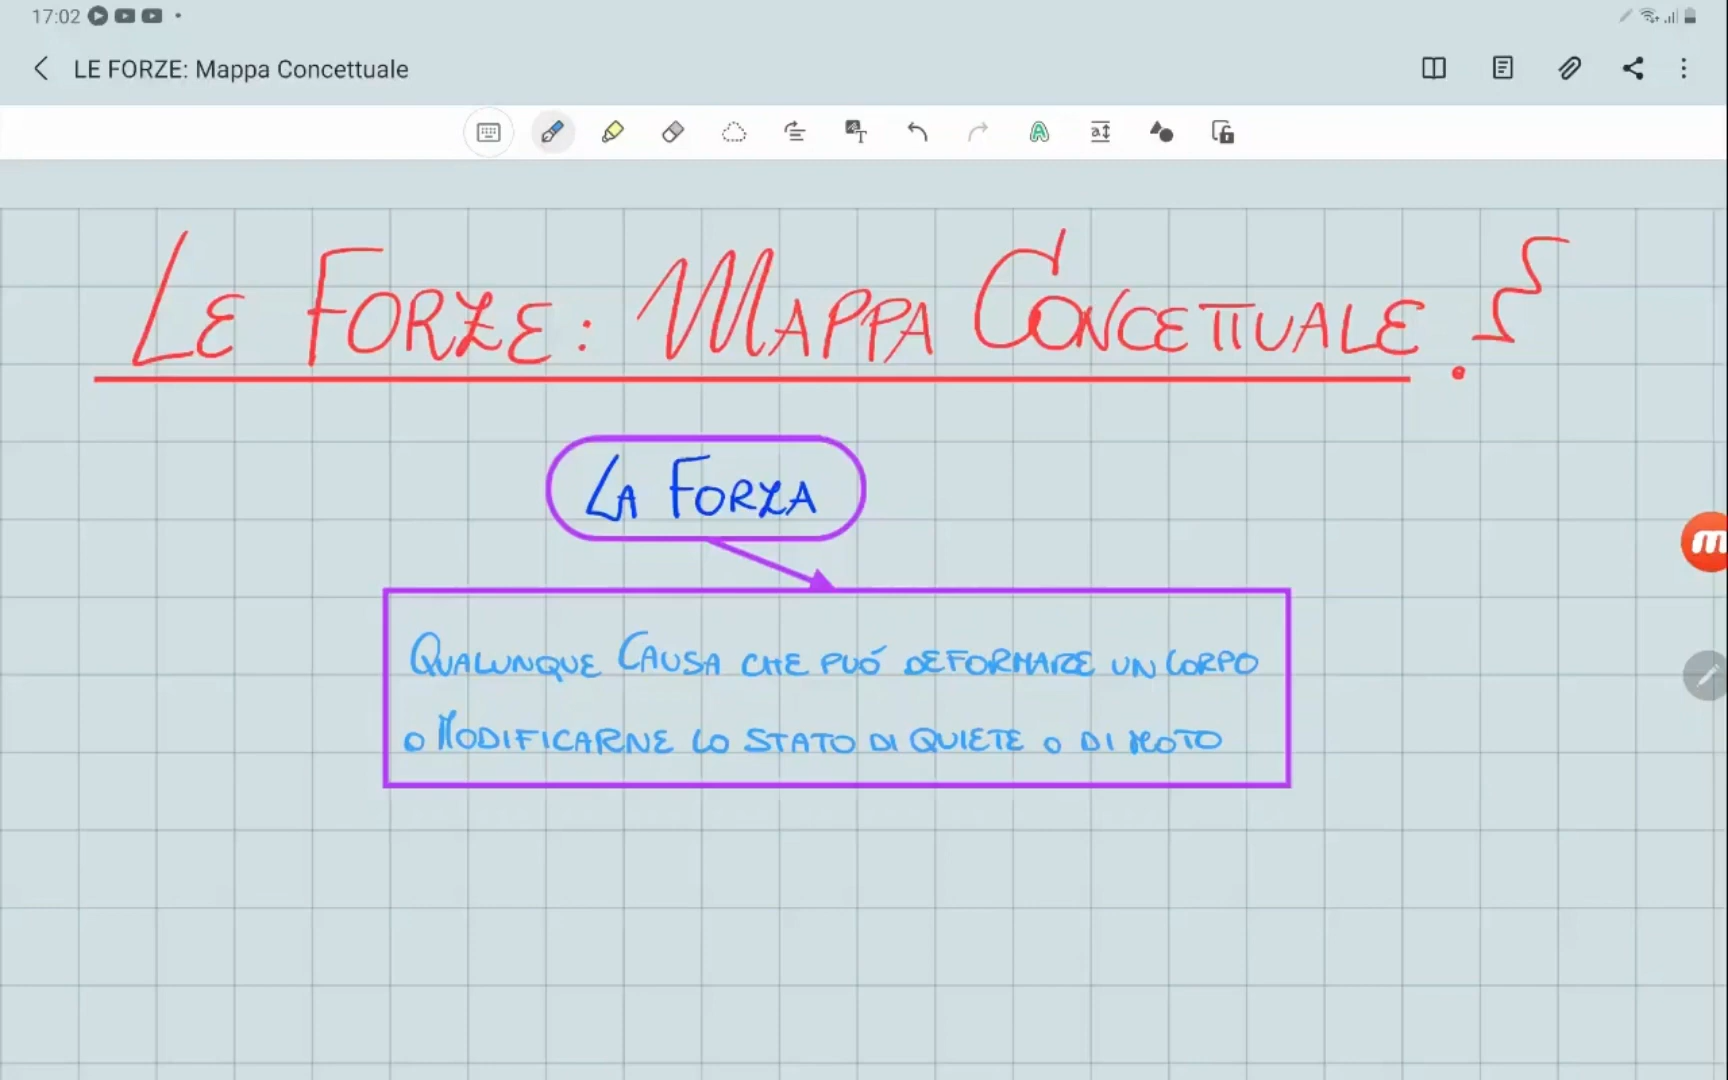 17:02
LE FORZE: Mappa Concettuale
LE FORZE: MAPPA CONCETTUALE.
LA FORZA
QUALUNQUE CAUSA CHE PUÓ DEFORMARE UN CORPO
O MODIFICARNE LO STATO DI QUIETE O DI MOTO